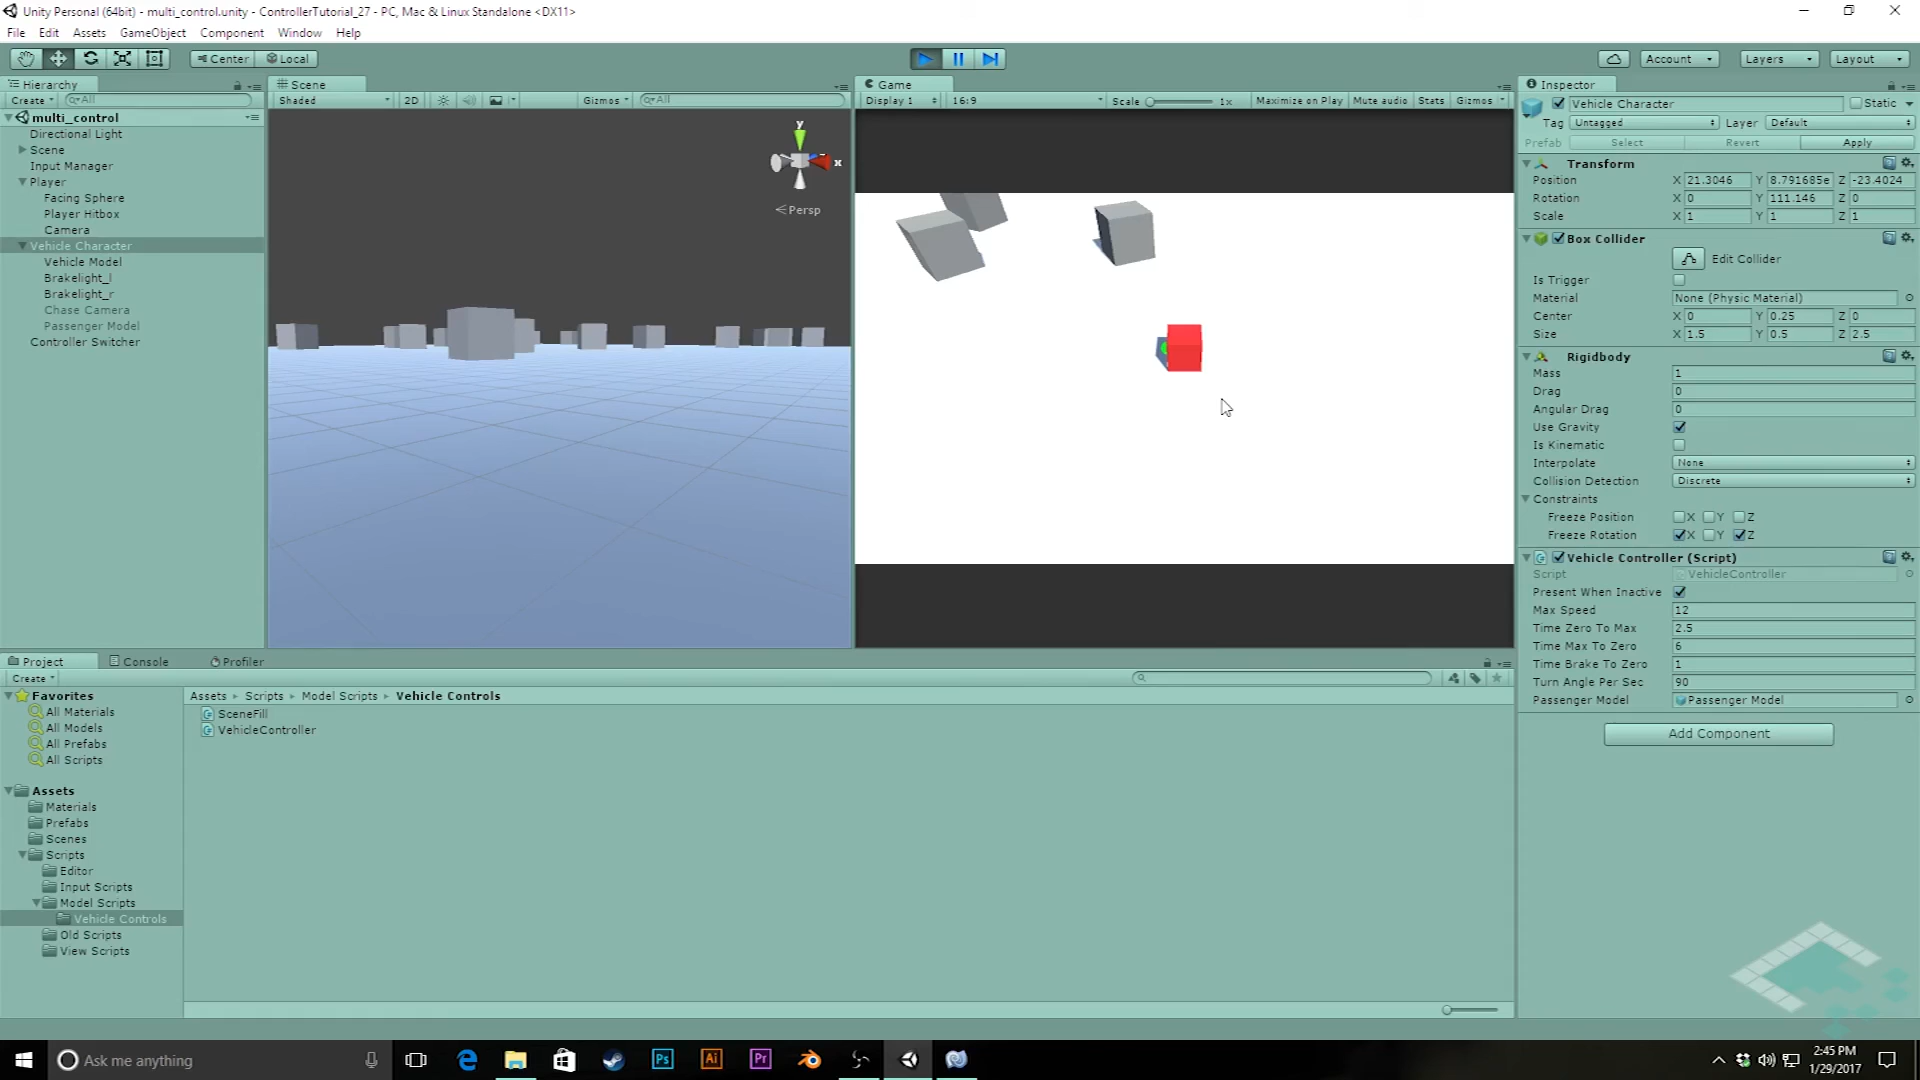 Unity Personal (64bit) - multi_control.unity - ControllerTutorial_27 - PC, Mac & Linux Standalone <DX11>
File Edit Assets GameObject Component Window Help
Center Local Account Layers Layout
Hierarchy
Create All
multi_control
Directional Light
Scene
Input Manager
Player
Facing Sphere
Player Hitbox
Camera
Vehicle Character
Vehicle Model
Brakelight_l
Brakelight_r
Chase Camera
Passenger Model
Controller Switcher
Scene
Shaded 2D Gizmos All
y
x
Persp
Game
Display 1 16:9 Scale 1x Maximize on Play Mute audio Stats Gizmos
Inspector
Vehicle Character Static
Tag Untagged Layer Default
Prefab Select Revert Apply
Transform
Position X 21.3046 Y 8.791685e Z -23.4024
Rotation X 0 Y 111.146 Z 0
Scale X 1 Y 1 Z 1
Box Collider
Edit Collider
Is Trigger
Material None (Physic Material)
Center X 0 Y 0.25 Z 0
Size X 1.5 Y 0.5 Z 2.5
Rigidbody
Mass 1
Drag 0
Angular Drag 0
Use Gravity
Is Kinematic
Interpolate None
Collision Detection Discrete
Constraints
Freeze Position X Y Z
Freeze Rotation X Y Z
Vehicle Controller (Script)
Script VehicleController
Present When Inactive
Max Speed 12
Time Zero To Max 2.5
Time Max To Zero 6
Time Brake To Zero 1
Turn Angle Per Sec 90
Passenger Model Passenger Model
Add Component
Project Console Profiler
Create
Favorites
All Materials
All Models
All Prefabs
All Scripts
Assets
Materials
Prefabs
Scenes
Scripts
Editor
Input Scripts
Model Scripts
Vehicle Controls
Old Scripts
View Scripts
Assets Scripts Model Scripts Vehicle Controls
SceneFill
VehicleController
Ask me anything
Ps Ai Pr
2:45 PM
1/29/2017